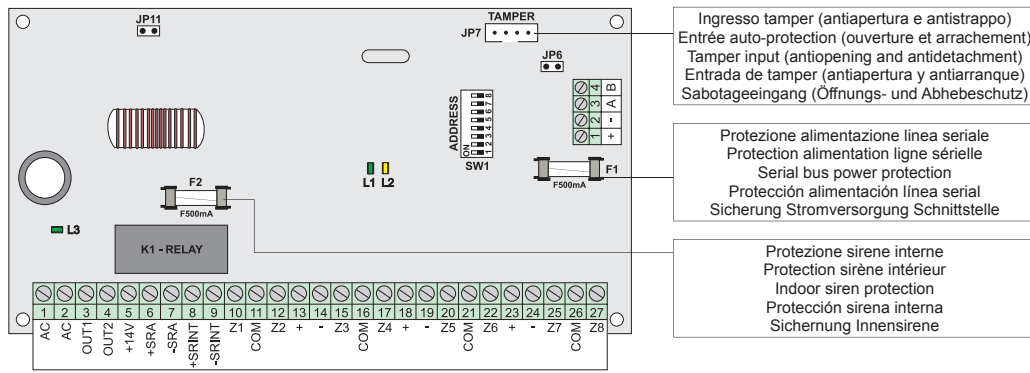 JP11
TAMPER
JP7
JP6
ADDRESS
ON
1 2 3 4 5 6 7 8
SW1
4 B
3 A
2 -
1 +
F1
F500mA
L1 L2
F2
F500mA
L3
K1 - RELAY
1 2 3 4 5 6 7 8 9 10 11 12 13 14 15 16 17 18 19 20 21 22 23 24 25 26 27
AC AC OUT1 OUT2 +14V +SRA -SRA +SRINT -SRINT Z1 COM Z2 + - Z3 COM Z4 + - Z5 COM Z6 + - Z7 COM Z8
Ingresso tamper (antiapertura e antistrappo)
Entrée auto-protection (ouverture et arrachement)
Tamper input (antiopening and antidetachment)
Entrada de tamper (antiapertura y antiarranque)
Sabotageeingang (Öffnungs- und Abhebeschutz)
Protezione alimentazione linea seriale
Protection alimentation ligne sérielle
Serial bus power protection
Protección alimentación línea serial
Sicherung Stromversorgung Schnittstelle
Protezione sirene interne
Protection sirène intérieur
Indoor siren protection
Protección sirena interna
Sichernung Innensirene